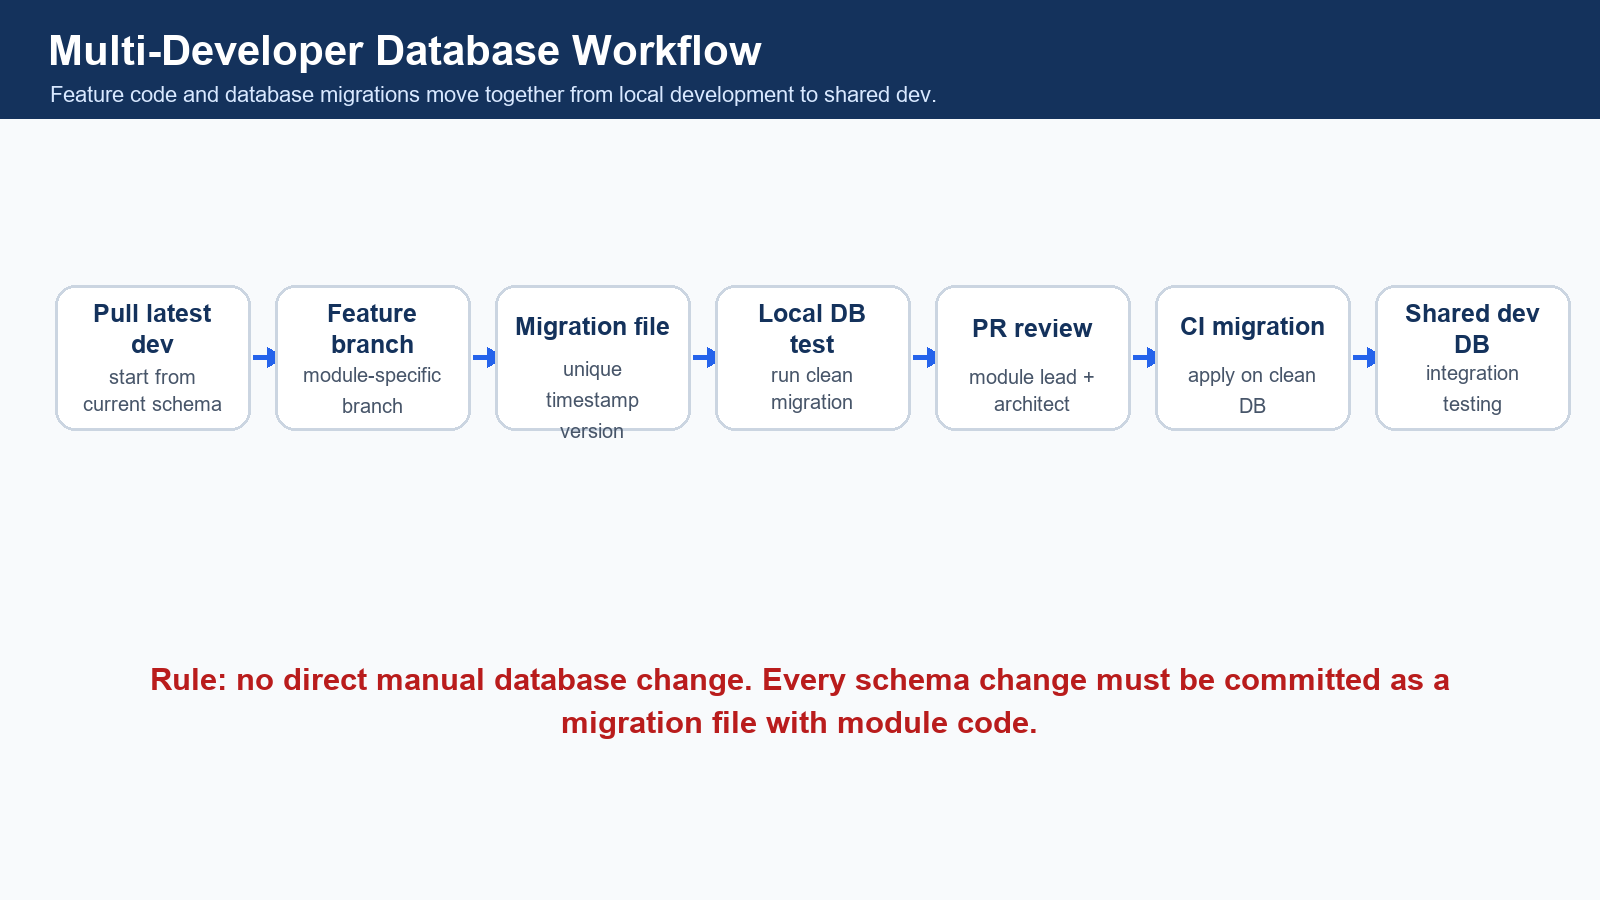 Multi-Developer Database Workflow
Feature code and database migrations move together from local development to shared dev.
Pull latest
dev
start from
current schema
Feature
branch
module-specific
branch
Migration file
unique
timestamp
version
Local DB
test
run clean
migration
PR review
module lead +
architect
CI migration
apply on clean
DB
Shared dev
DB
integration
testing
Rule: no direct manual database change. Every schema change must be committed as a
migration file with module code.